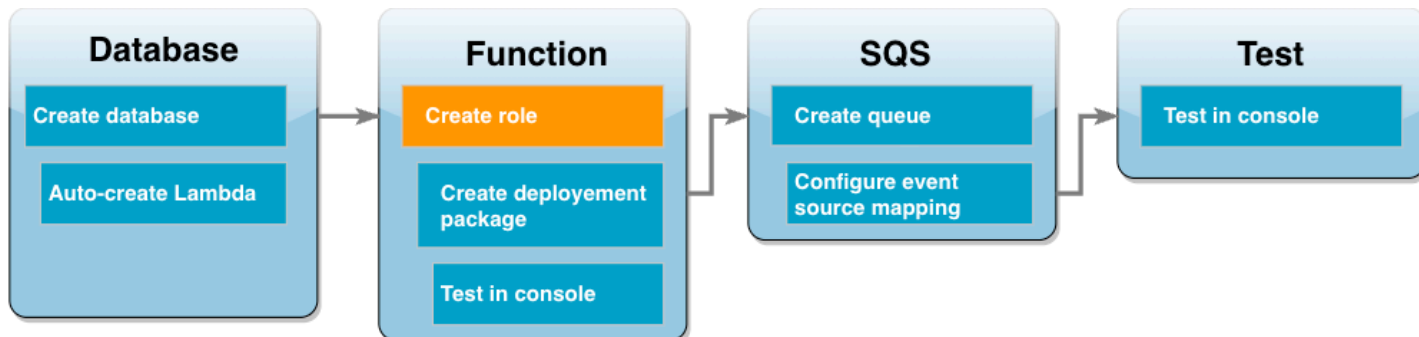 Database
Create database
Auto-create Lambda
Function
Create role
Create deployement
package
Test in console
SQS
Create queue
Configure event
source mapping
Test
Test in console